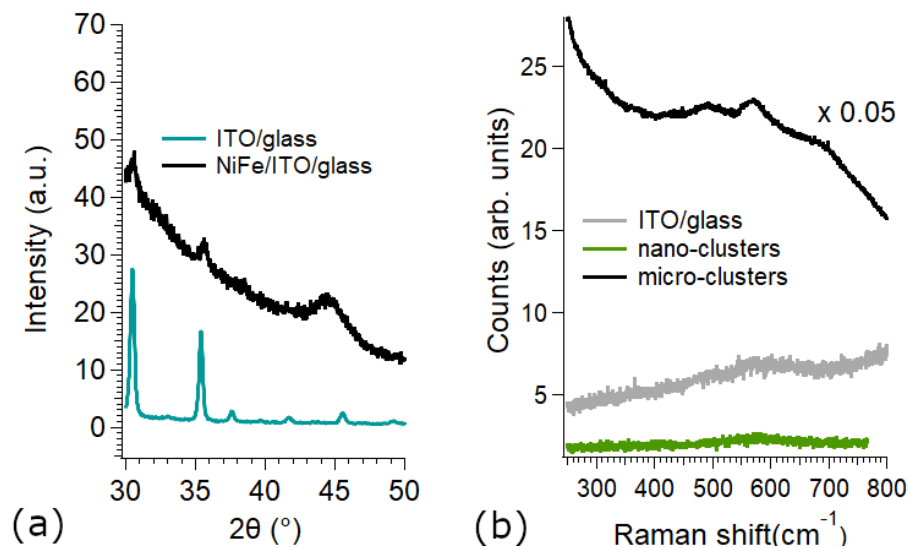 70
60
50
40
30
20
10
0
Intensity (a.u.)
ITO/glass
NiFe/ITO/glass
30 35 40 45 50
2θ (°)
(a)
25
20
15
10
5
Counts (arb. units)
x 0.05
ITO/glass
nano-clusters
micro-clusters
300 400 500 600 700 800
Raman shift(cm⁻¹)
(b)